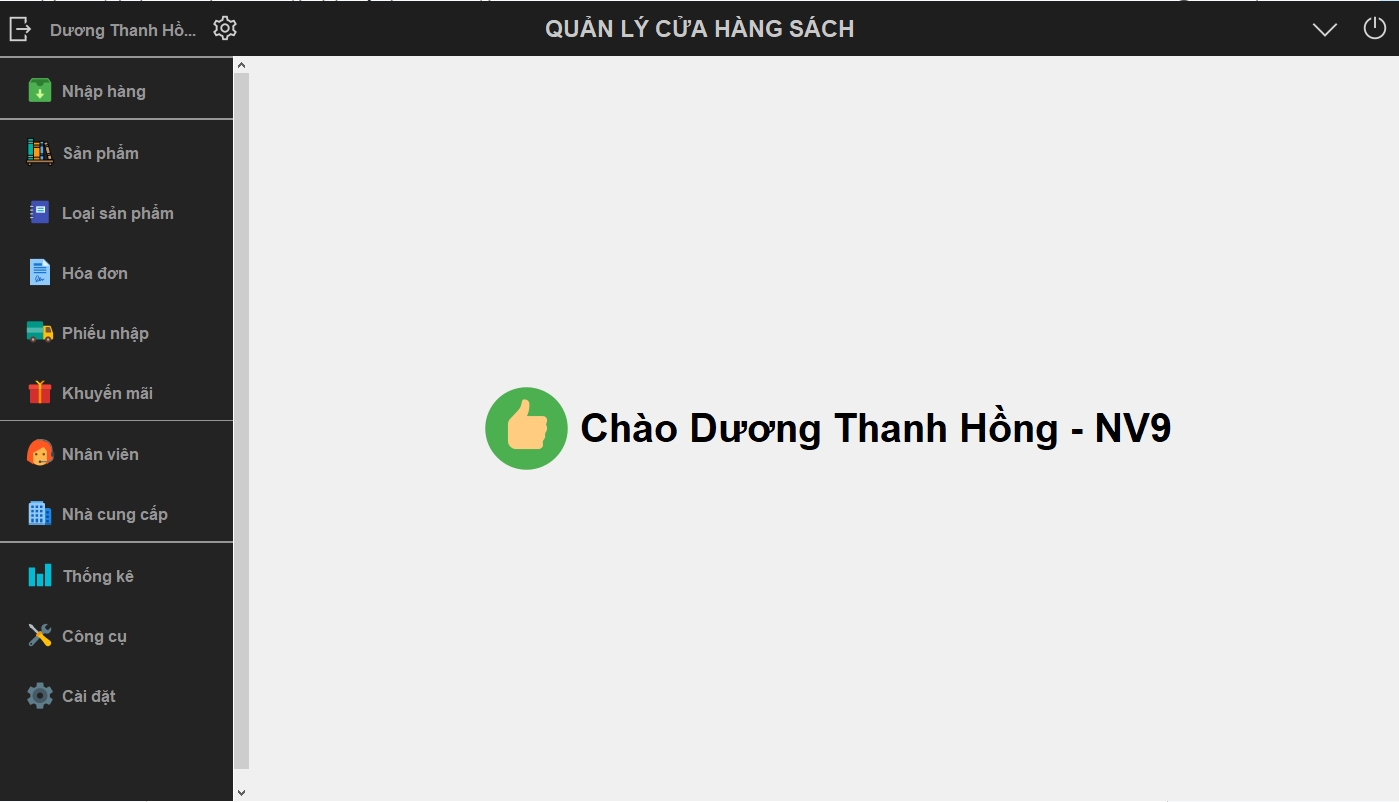 Dương Thanh Hồ...
QUẢN LÝ CỬA HÀNG SÁCH
Nhập hàng
Sản phẩm
Loại sản phẩm
Hóa đơn
Phiếu nhập
Khuyến mãi
Nhân viên
Nhà cung cấp
Thống kê
Công cụ
Cài đặt
Chào Dương Thanh Hồng - NV9